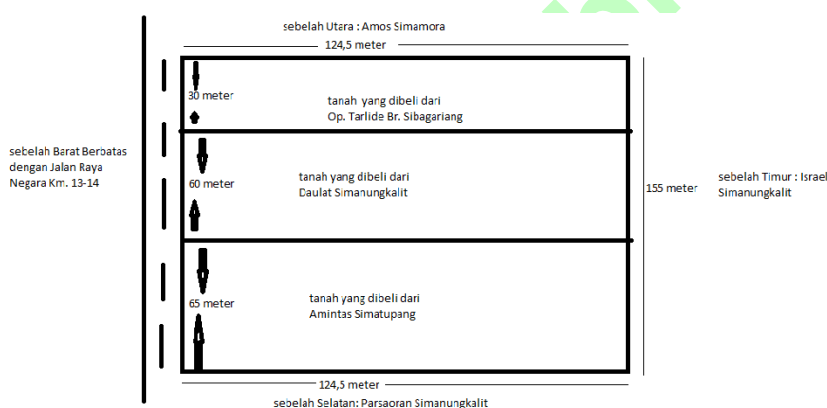 sebelah Utara : Amos Simamora
124,5 meter
30 meter
tanah yang dibeli dari
Op. Tarlide Br. Sibagariang
sebelah Barat Berbatas
dengan Jalan Raya
Negara Km. 13-14
60 meter
tanah yang dibeli dari
Daulat Simanungkalit
155 meter
sebelah Timur : Israel
Simanungkalit
65 meter
tanah yang dibeli dari
Amintas Simatupang
124,5 meter
sebelah Selatan: Parsaoran Simanungkalit